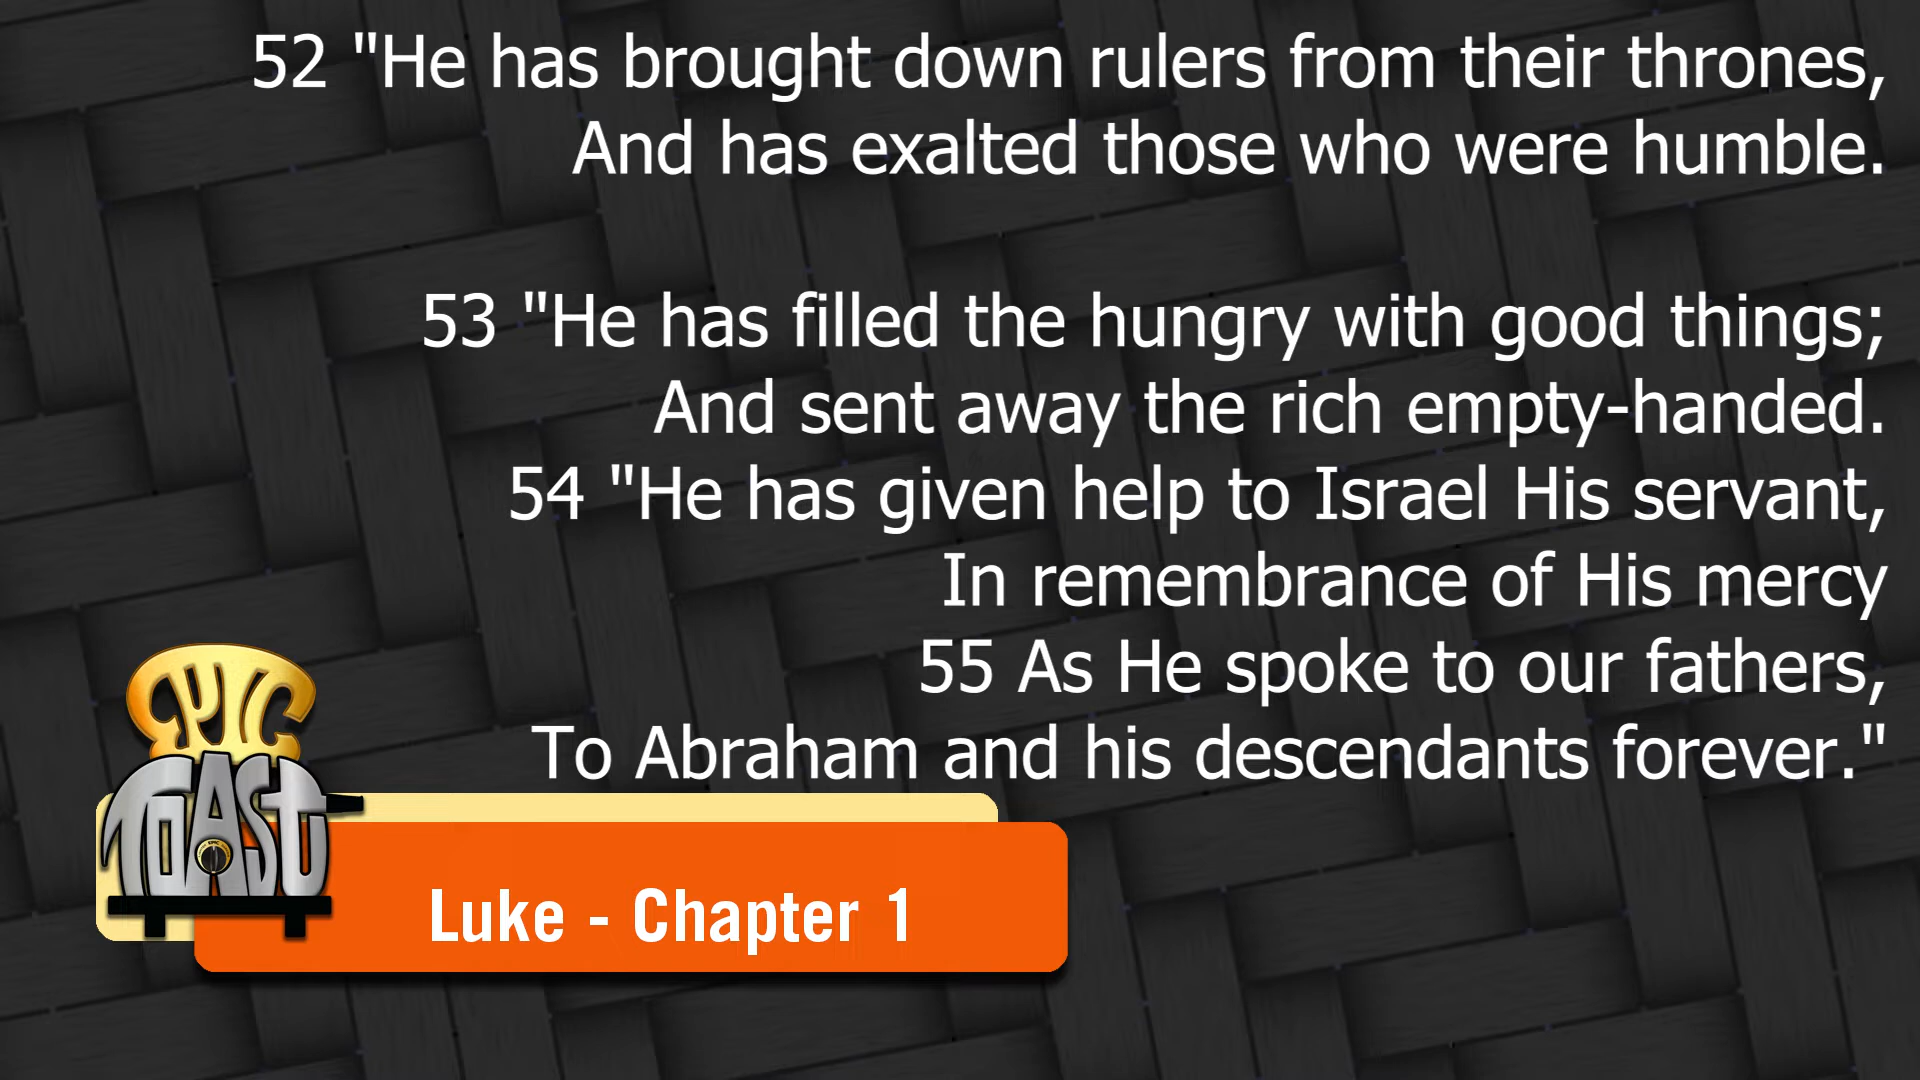 52 "He has brought down rulers from their thrones,
And has exalted those who were humble.
53 "He has filled the hungry with good things;
And sent away the rich empty-handed.
54 "He has given help to Israel His servant,
In remembrance of His mercy
55 As He spoke to our fathers,
To Abraham and his descendants forever."
EPIC
TOAST
Luke - Chapter 1